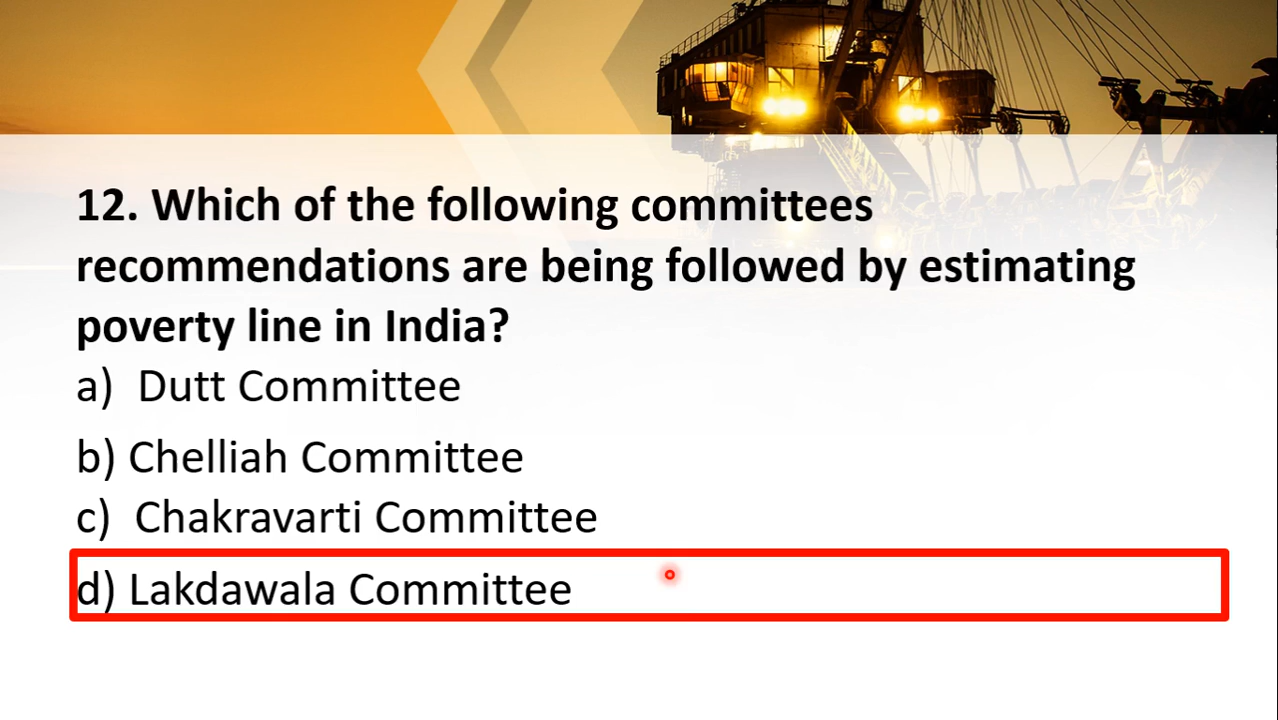 12. Which of the following committees
recommendations are being followed by estimating
poverty line in India?
a) Dutt Committee
b) Chelliah Committee
c) Chakravarti Committee
d) Lakdawala Committee